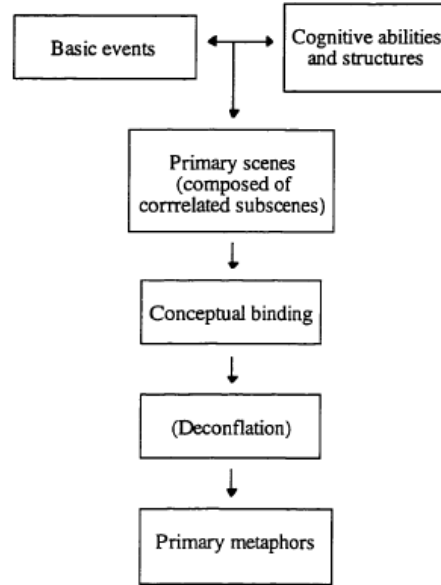 Basic events
Cognitive abilities
and structures
Primary scenes
(composed of
corrrelated subscenes)
Conceptual binding
(Deconflation)
Primary metaphors